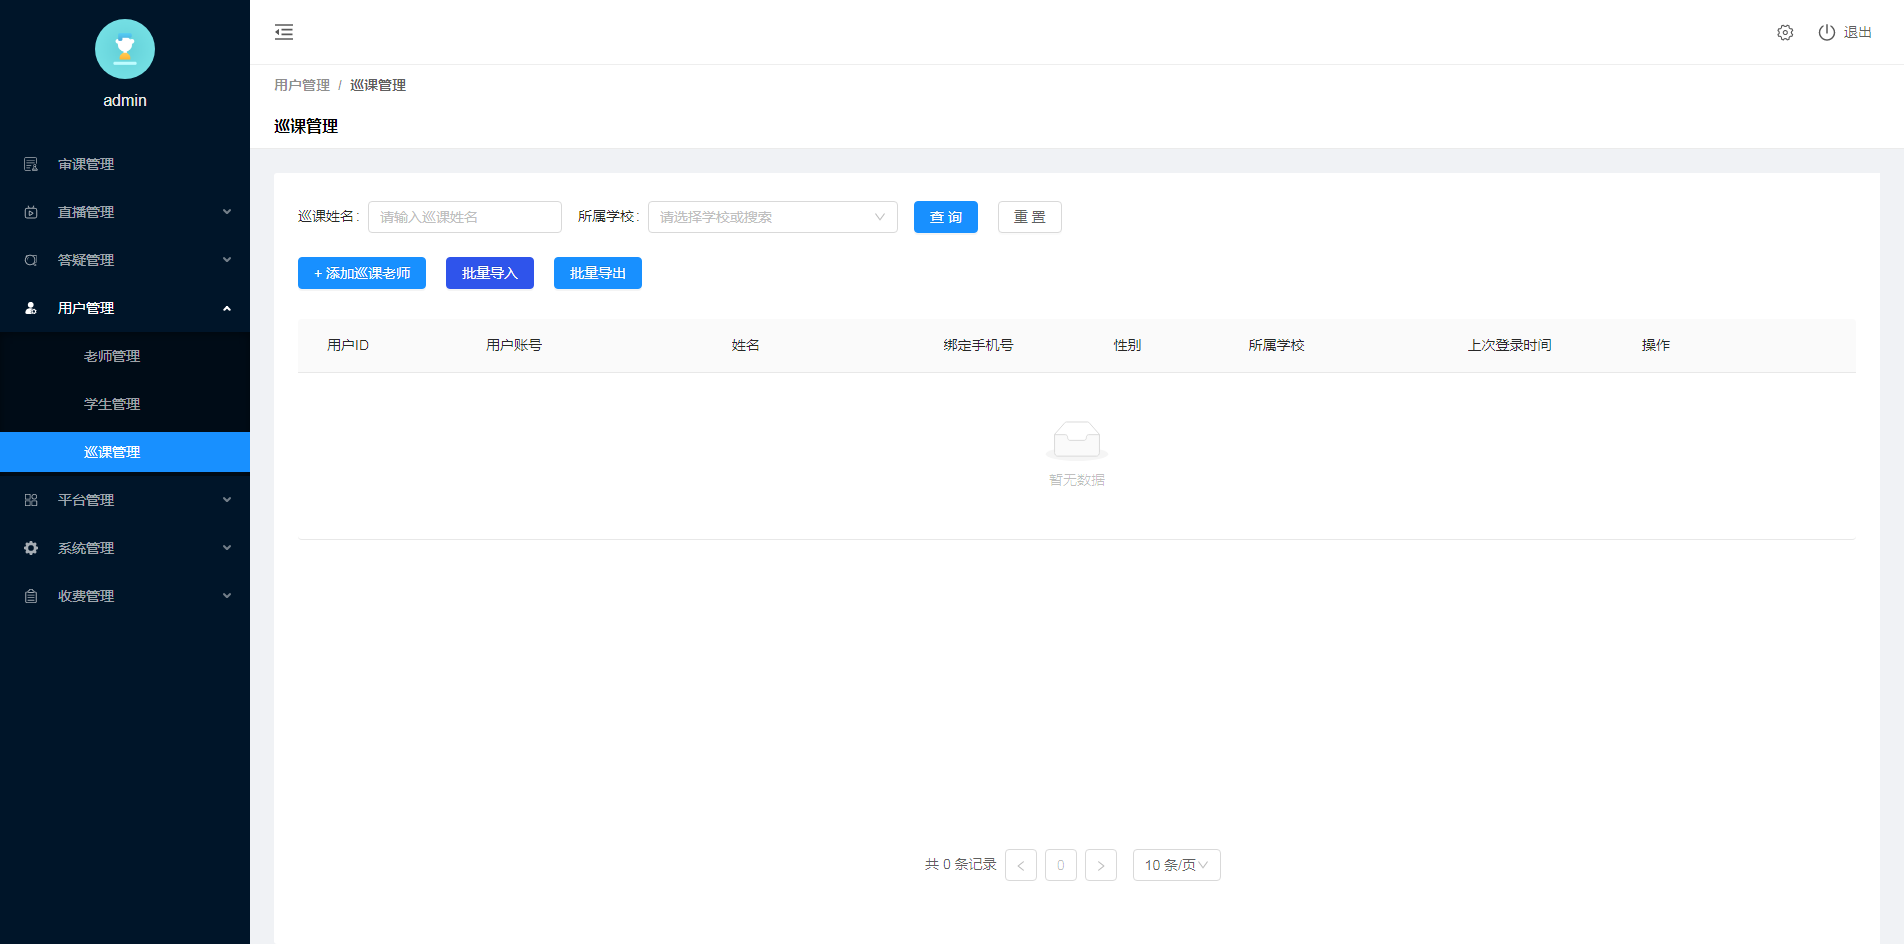 admin
审课管理
直播管理
答疑管理
用户管理
老师管理
学生管理
巡课管理
平台管理
系统管理
收费管理
退出
用户管理 / 巡课管理
巡课管理
巡课姓名: 请输入巡课姓名 所属学校: 请选择学校或搜索 查 询 重 置
+ 添加巡课老师 批量导入 批量导出
用户ID 用户账号 姓名 绑定手机号 性别 所属学校 上次登录时间 操作
暂无数据
共 0 条记录 < 0 > 10 条/页